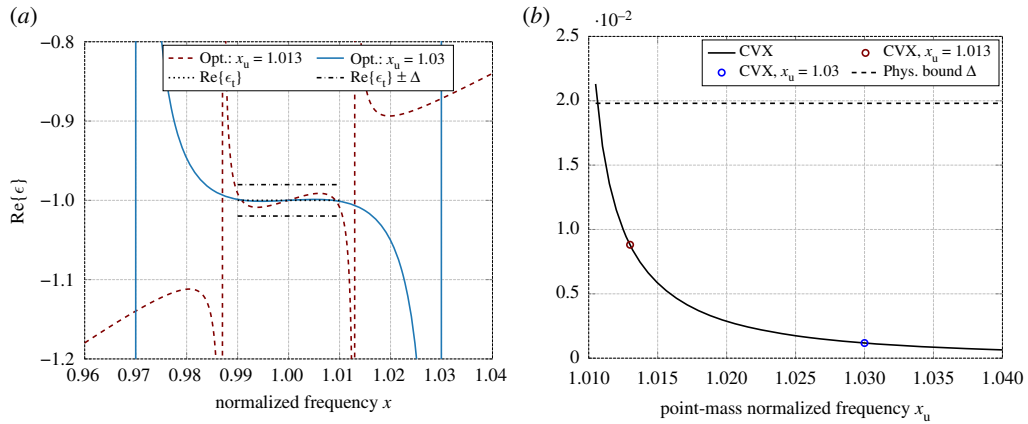 (a)
−0.8
−0.9
−1.0
−1.1
−1.2
Re{ϵ}
Opt.: xu = 1.013
Opt.: xu = 1.03
Re{ϵt}
Re{ϵt} ± Δ
0.96 0.97 0.98 0.99 1.00 1.01 1.02 1.03 1.04
normalized frequency x
(b)
·10−2
2.5
2.0
1.5
1.0
0.5
0
CVX
CVX, xu = 1.013
CVX, xu = 1.03
Phys. bound Δ
1.010 1.015 1.020 1.025 1.030 1.035 1.040
point-mass normalized frequency xu